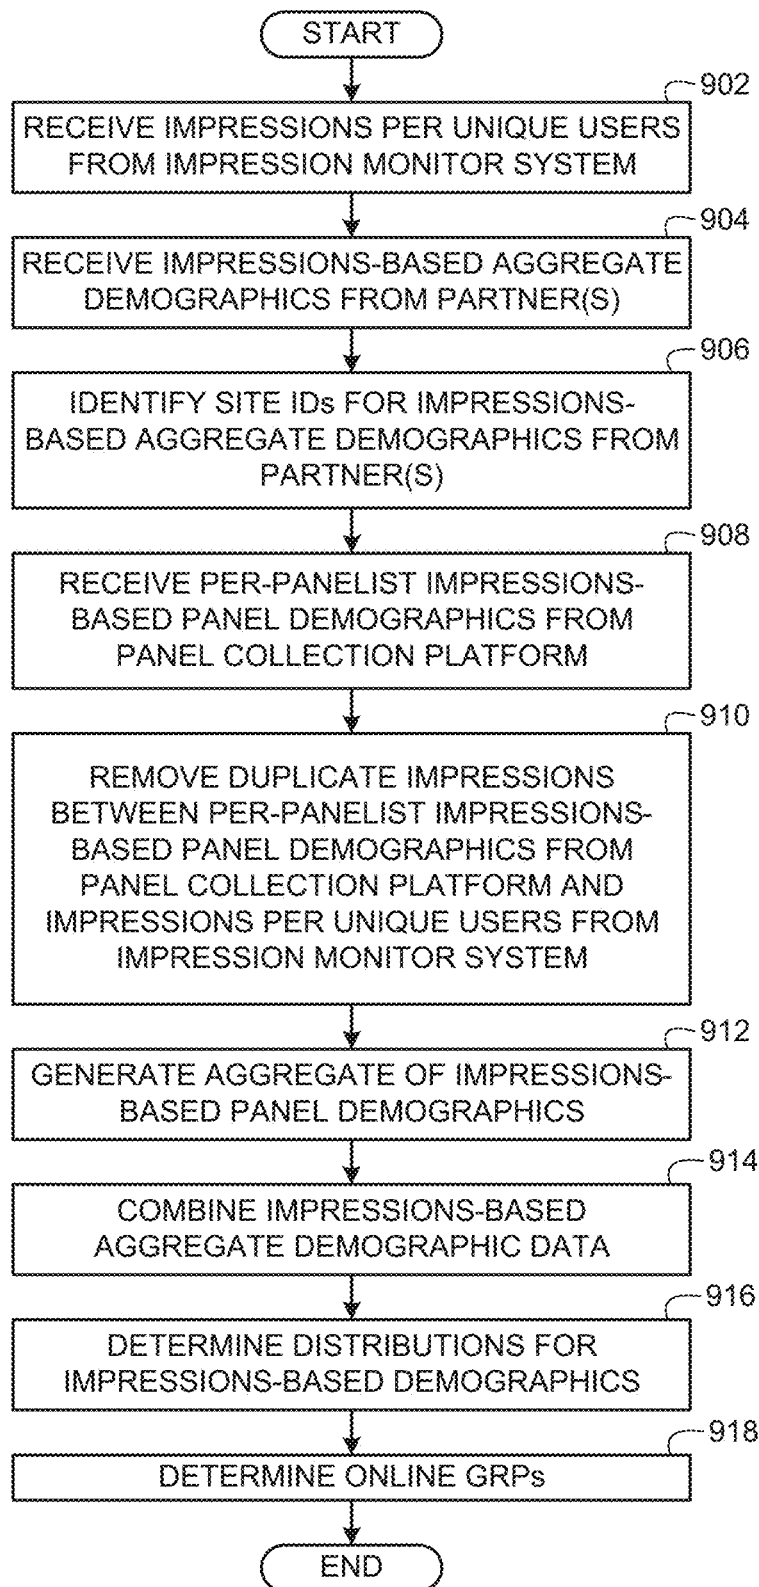 START
902
RECEIVE IMPRESSIONS PER UNIQUE USERS
FROM IMPRESSION MONITOR SYSTEM
904
RECEIVE IMPRESSIONS-BASED AGGREGATE
DEMOGRAPHICS FROM PARTNER(S)
906
IDENTIFY SITE IDs FOR IMPRESSIONS-
BASED AGGREGATE DEMOGRAPHICS FROM
PARTNER(S)
908
RECEIVE PER-PANELIST IMPRESSIONS-
BASED PANEL DEMOGRAPHICS FROM
PANEL COLLECTION PLATFORM
910
REMOVE DUPLICATE IMPRESSIONS
BETWEEN PER-PANELIST IMPRESSIONS-
BASED PANEL DEMOGRAPHICS FROM
PANEL COLLECTION PLATFORM AND
IMPRESSIONS PER UNIQUE USERS FROM
IMPRESSION MONITOR SYSTEM
912
GENERATE AGGREGATE OF IMPRESSIONS-
BASED PANEL DEMOGRAPHICS
914
COMBINE IMPRESSIONS-BASED
AGGREGATE DEMOGRAPHIC DATA
916
DETERMINE DISTRIBUTIONS FOR
IMPRESSIONS-BASED DEMOGRAPHICS
918
DETERMINE ONLINE GRPs
END